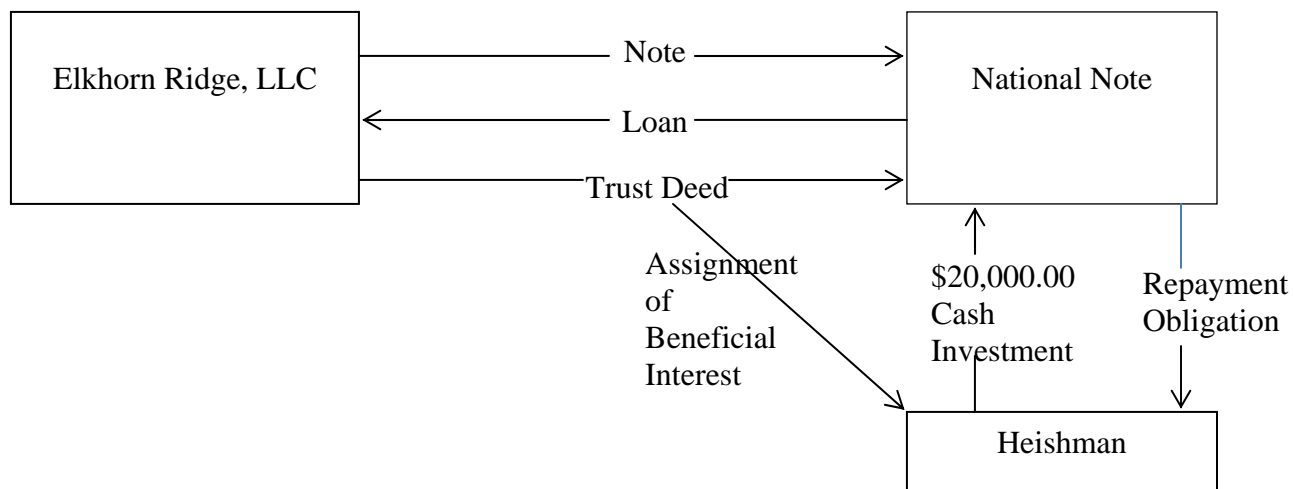 Elkhorn Ridge, LLC
Note
National Note
Loan
Trust Deed
Assignment
of
Beneficial
Interest
$20,000.00
Cash
Investment
Repayment
Obligation
Heishman